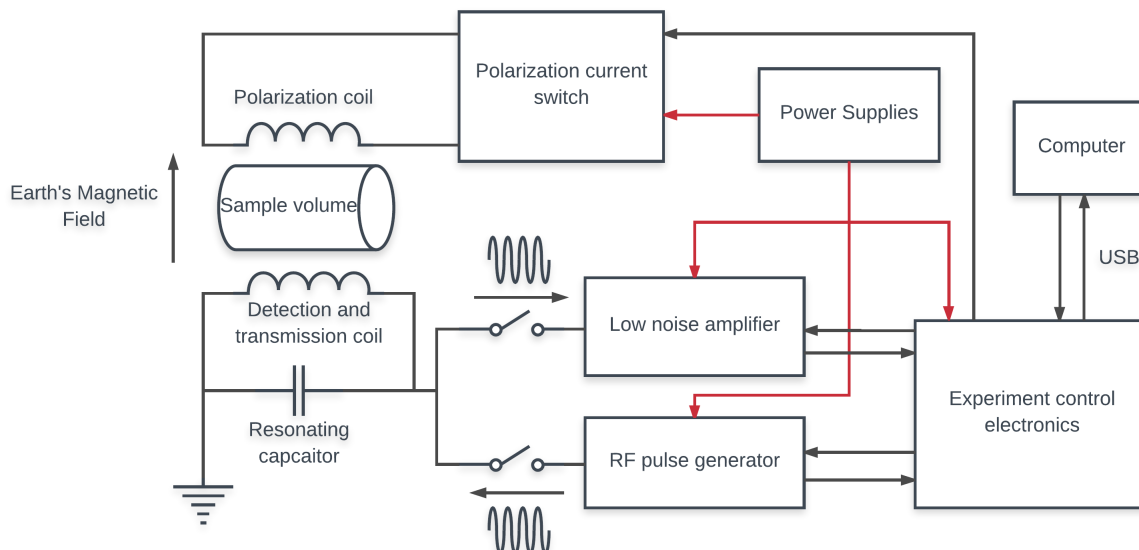 Polarization current
switch
Power Supplies
Polarization coil
Computer
Earth's Magnetic
Field
Sample volume
USB
Detection and
transmission coil
Low noise amplifier
Experiment control
electronics
Resonating
capcaitor
RF pulse generator